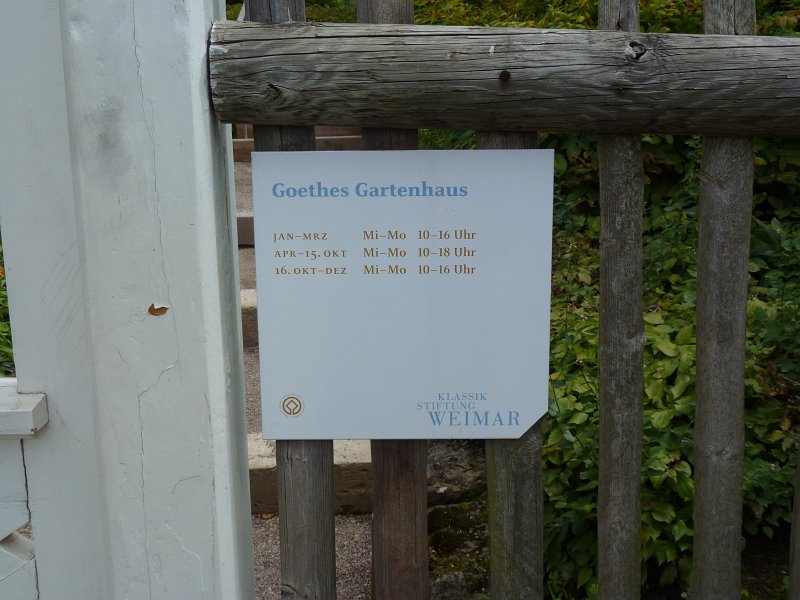 Goethes Gartenhaus
JAN–MRZ Mi–Mo 10–16 Uhr
APR–15. OKT Mi–Mo 10–18 Uhr
16. OKT–DEZ Mi–Mo 10–16 Uhr
KLASSIK
STIFTUNG
WEIMAR